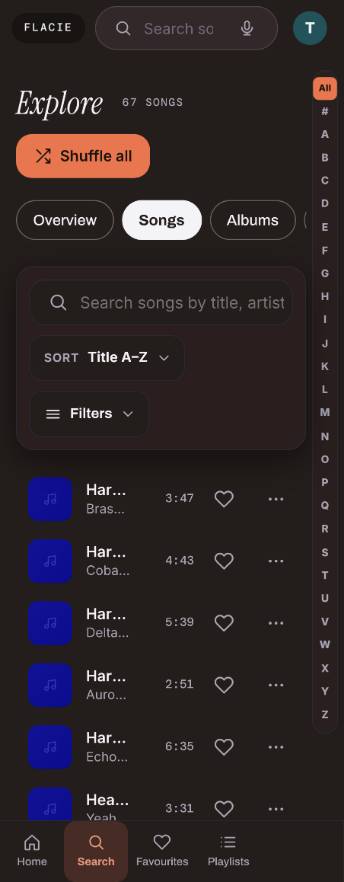 FLACIE
Search so
T
Explore
67 SONGS
Shuffle all
Overview
Songs
Albums
Search songs by title, artist
SORT Title A–Z
Filters
Har...
Bras...
3:47
Har...
Coba...
4:43
Har...
Delta...
5:39
Har...
Auro...
2:51
Har...
Echo...
6:35
Hea...
Yeah
3:31
All
#
A
B
C
D
E
F
G
H
I
J
K
L
M
N
O
P
Q
R
S
T
U
V
W
X
Y
Z
Home
Search
Favourites
Playlists